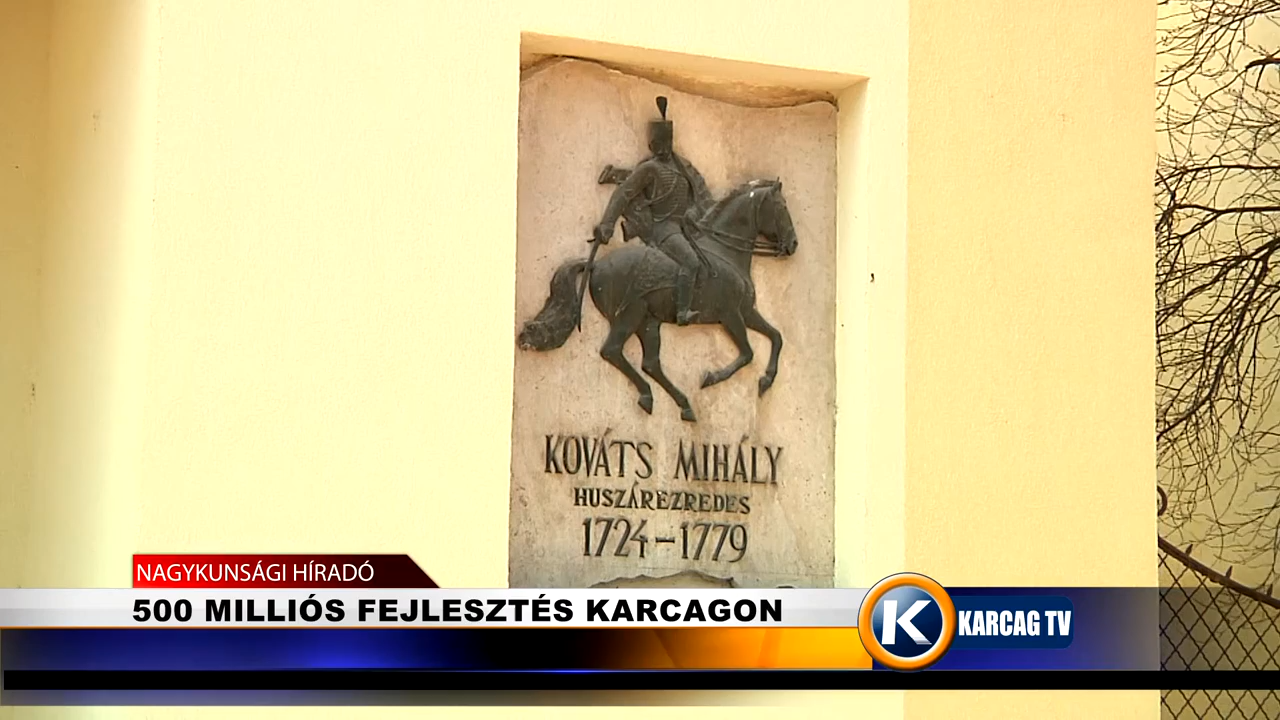 KOVÁTS MIHÁLY
HUSZÁREZREDES
1724-1779
NAGYKUNSÁGI HÍRADÓ
500 MILLIÓS FEJLESZTÉS KARCAGON
K KARCAG TV